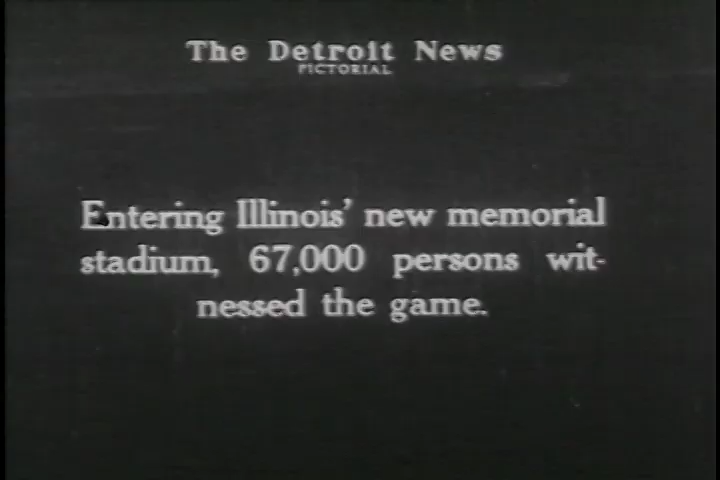 The Detroit News
PICTORIAL
Entering Illinois' new memorial
stadium, 67,000 persons wit-
nessed the game.